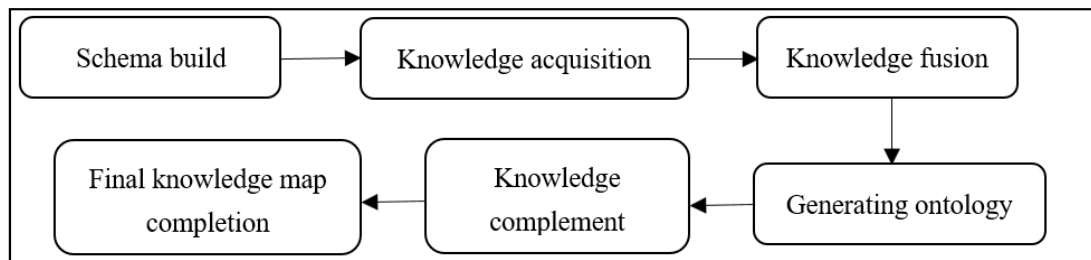 Schema build
Knowledge acquisition
Knowledge fusion
Generating ontology
Knowledge
complement
Final knowledge map
completion